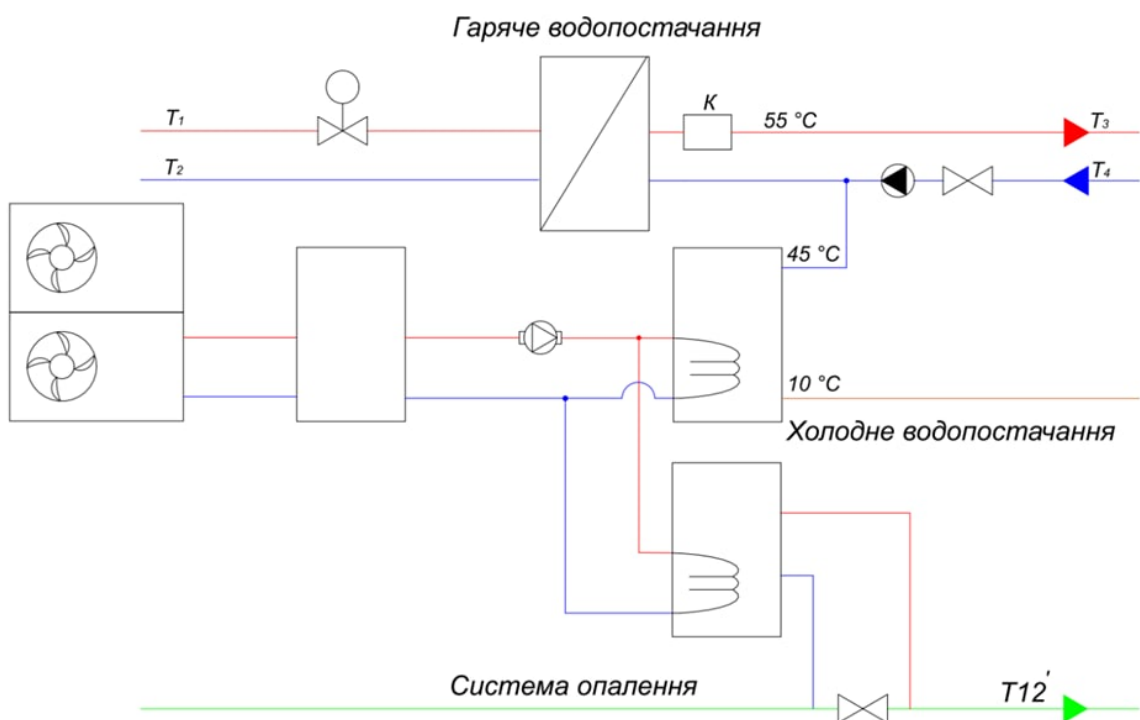 Гаряче водопостачання
T₁
К
55 °C
T₃
T₂
T₄
45 °C
10 °C
Холодне водопостачання
Система опалення
T12'